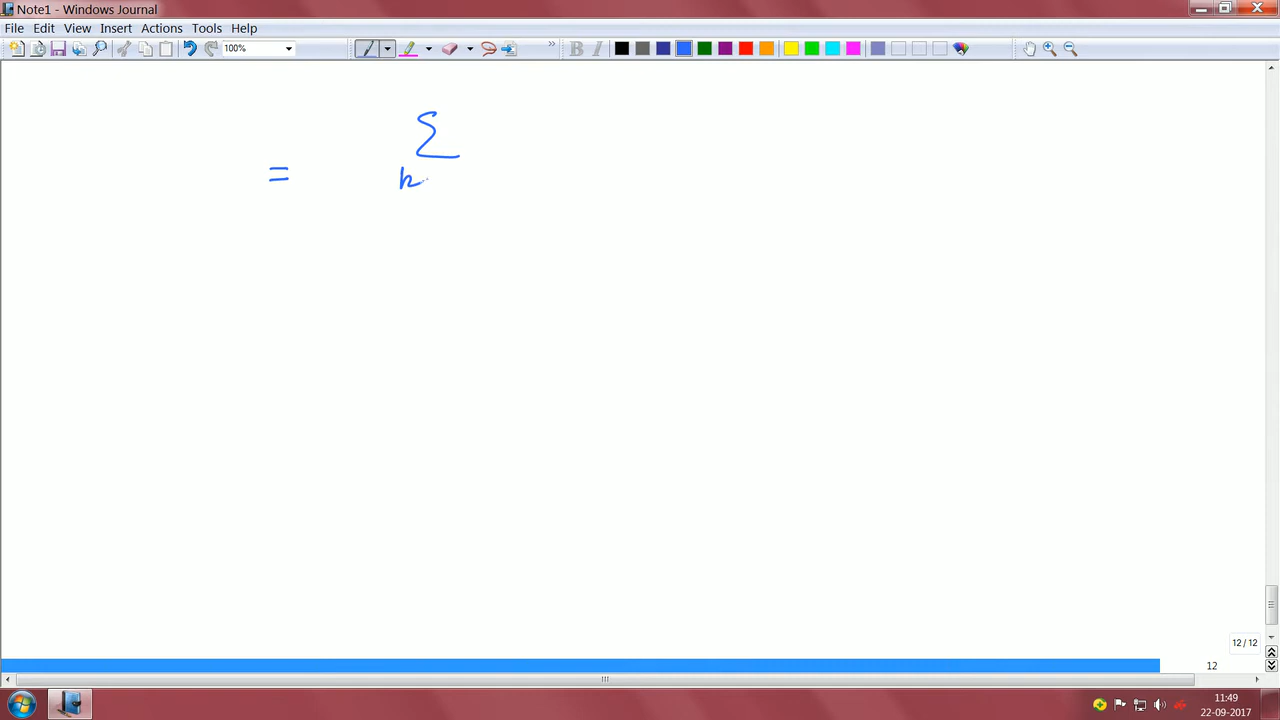 Note1 - Windows Journal
File Edit View Insert Actions Tools Help
100% » B I
Σ
= k
12 / 12
12
11:49
22-09-2017